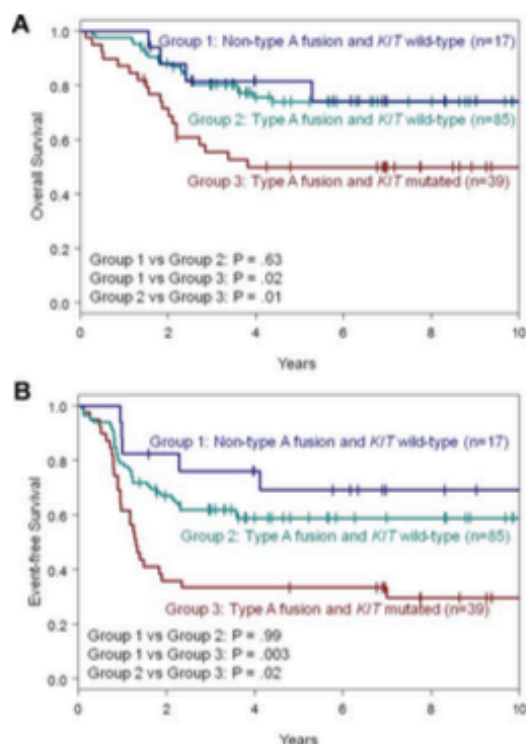 A
1.0
Group 1: Non-type A fusion and KIT wild-type (n=17)
0.8
Group 2: Type A fusion and KIT wild-type (n=85)
0.6
Overall Survival
0.4
Group 3: Type A fusion and KIT mutated (n=39)
0.2
Group 1 vs Group 2: P = .63
Group 1 vs Group 3: P = .02
Group 2 vs Group 3: P = .01
0.0
0 2 4 6 8 10
Years
B
1.0
Group 1: Non-type A fusion and KIT wild-type (n=17)
0.8
0.6
Group 2: Type A fusion and KIT wild-type (n=85)
Event-free Survival
0.4
Group 3: Type A fusion and KIT mutated (n=39)
0.2
Group 1 vs Group 2: P = .99
Group 1 vs Group 3: P = .003
Group 2 vs Group 3: P = .02
0.0
0 2 4 6 8 10
Years